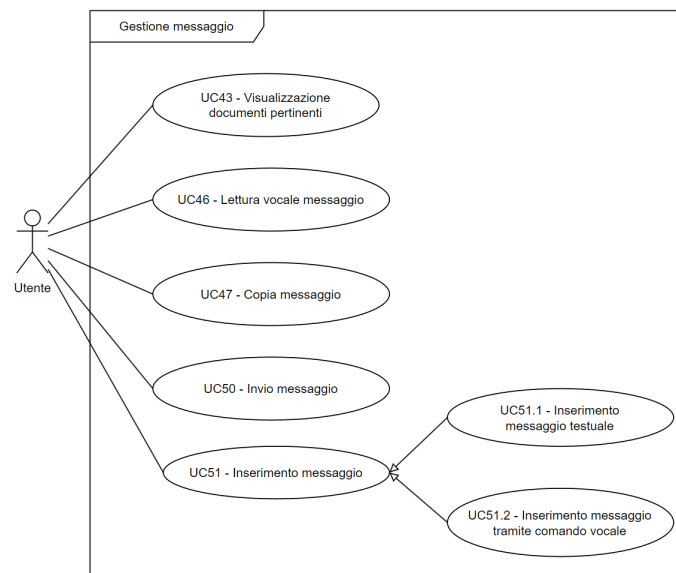 Gestione messaggio
UC43 - Visualizzazione
documenti pertinenti
UC46 - Lettura vocale messaggio
Utente
UC47 - Copia messaggio
UC50 - Invio messaggio
UC51 - Inserimento messaggio
UC51.1 - Inserimento
messaggio testuale
UC51.2 - Inserimento messaggio
tramite comando vocale